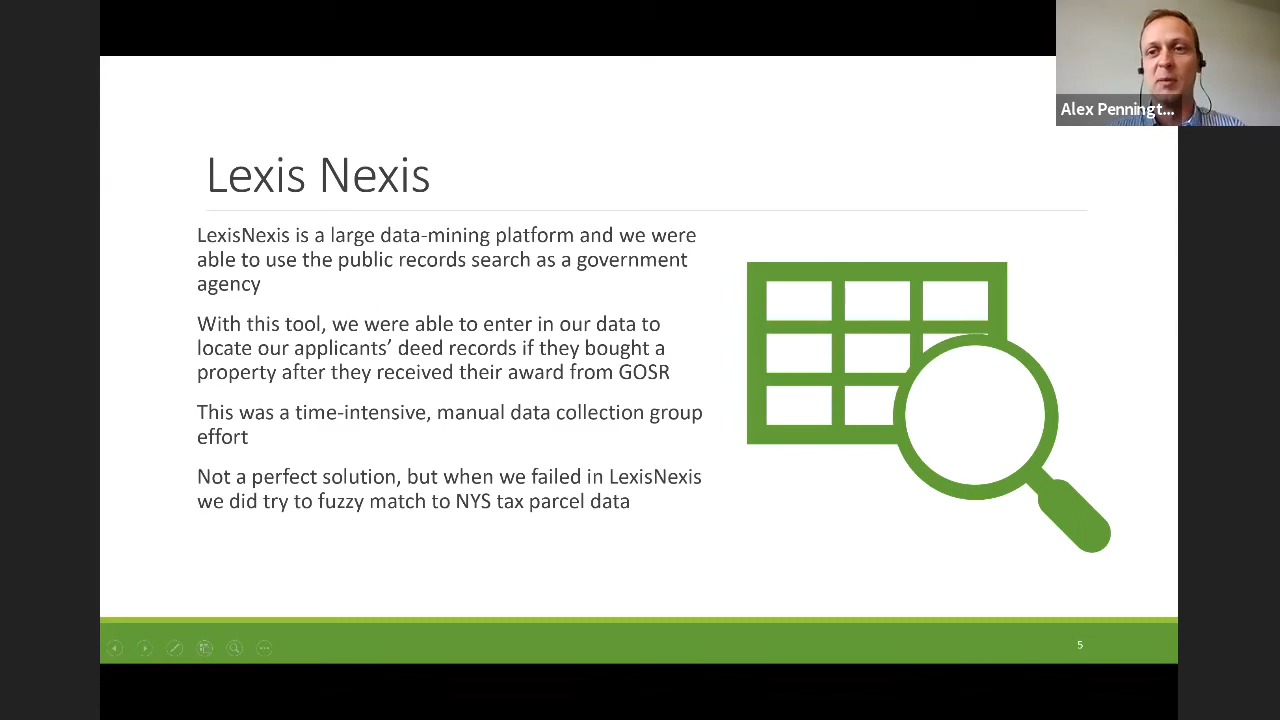 Alex Penningt...
Lexis Nexis
LexisNexis is a large data-mining platform and we were
able to use the public records search as a government
agency
With this tool, we were able to enter in our data to
locate our applicants’ deed records if they bought a
property after they received their award from GOSR
This was a time-intensive, manual data collection group
effort
Not a perfect solution, but when we failed in LexisNexis
we did try to fuzzy match to NYS tax parcel data
5